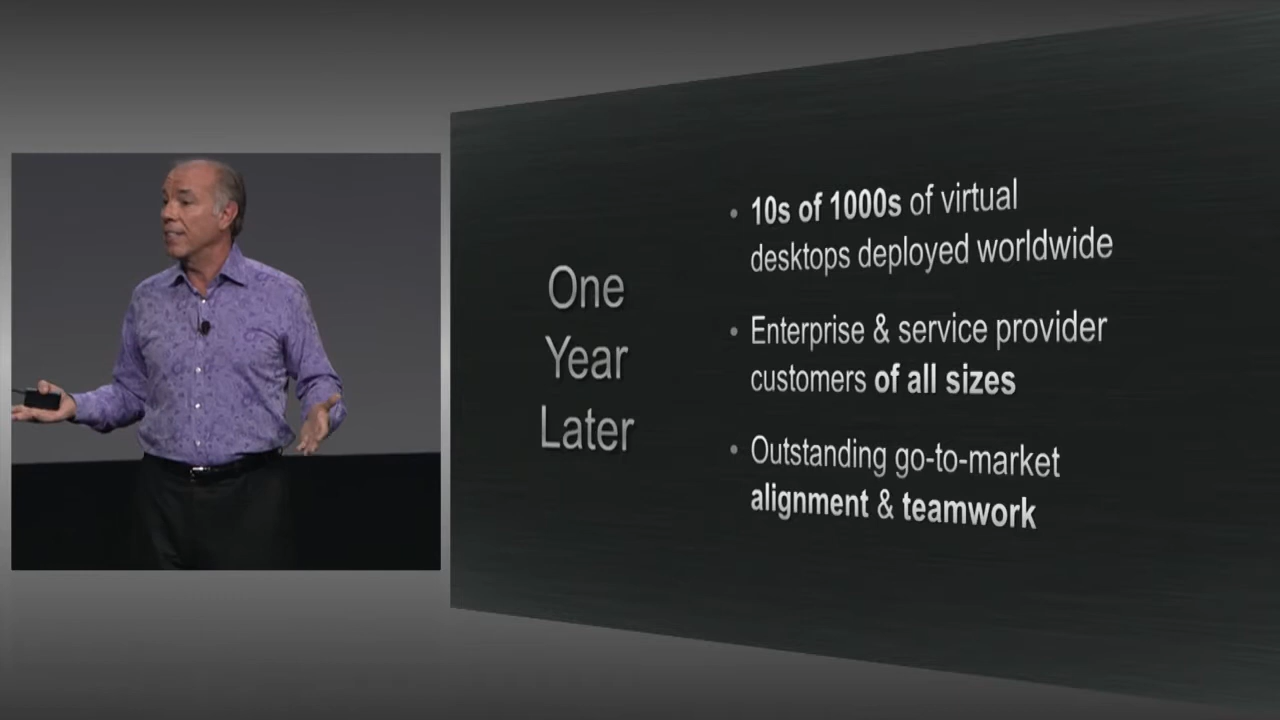 One
Year
Later
• 10s of 1000s of virtual
desktops deployed worldwide
• Enterprise & service provider
customers of all sizes
• Outstanding go-to-market
alignment & teamwork